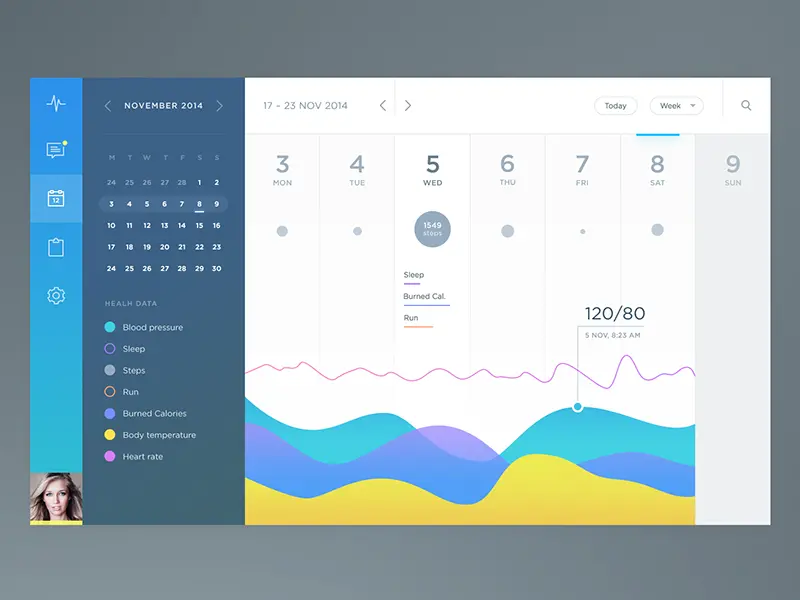 12
NOVEMBER 2014
M T W T F S S
24 25 26 27 28 1 2
3 4 5 6 7 8 9
10 11 12 13 14 15 16
17 18 19 20 21 22 23
24 25 26 27 28 29 30
HEALH DATA
Blood pressure
Sleep
Steps
Run
Burned Calories
Body temperature
Heart rate
17 – 23 NOV 2014
Today
Week
3 4 5 6 7 8 9
MON TUE WED THU FRI SAT SUN
1549
steps
Sleep
Burned Cal.
Run
120/80
5 NOV, 8:23 AM